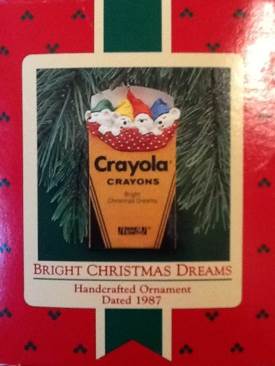 Crayola®
CRAYONS
Bright
Christmas Dreams
BRIGHT CHRISTMAS DREAMS
Handcrafted Ornament
Dated 1987